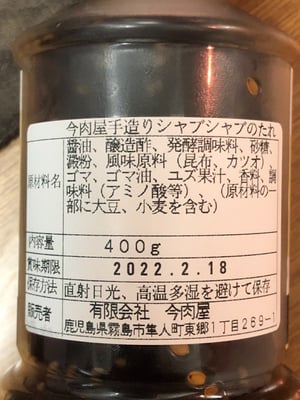 今肉屋手造りシャブシャブのたれ
醤油、醸造酢、発酵調味料、砂糖、
澱粉、風味原料（昆布、カツオ）、
原材料名 ゴマ、ゴマ油、ユズ果汁、香料、調
味料（アミノ酸等）、（原材料の一
部に大豆、小麦を含む）
内容量 400g
賞味期限 2022.2.18
保存方法 直射日光、高温多湿を避けて保存
販売者 有限会社 今肉屋
鹿児島県霧島市隼人町東郷1丁目269-1